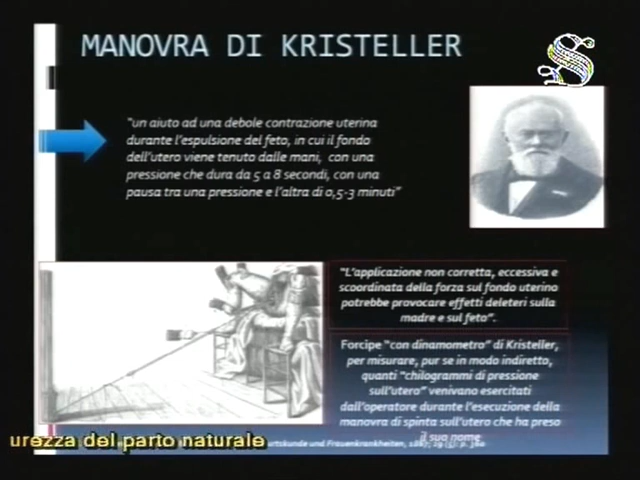 MANOVRA DI KRISTELLER
"un aiuto ad una debole contrazione uterina
durante l'espulsione del feto, in cui il fondo
dell'utero viene tenuto dalle mani, con una
pressione che dura da 5 a 8 secondi, con una
pausa tra una pressione e l'altra di 0,5-3 minuti"
"L'applicazione non corretta, eccessiva e
scoordinata della forza sul fondo uterino
potrebbe provocare effetti deleteri sulla
madre e sul feto".
Forcipe "con dinamometro" di Kristeller,
per misurare, pur se in modo indiretto,
quanti "chilogrammi di pressione
sull'utero" venivano esercitati
dall'operatore durante l'esecuzione della
manovra di spinta sull'utero che ha preso
il suo nome
urezza del parto naturale
urtskunde und Frauenkrankheiten,